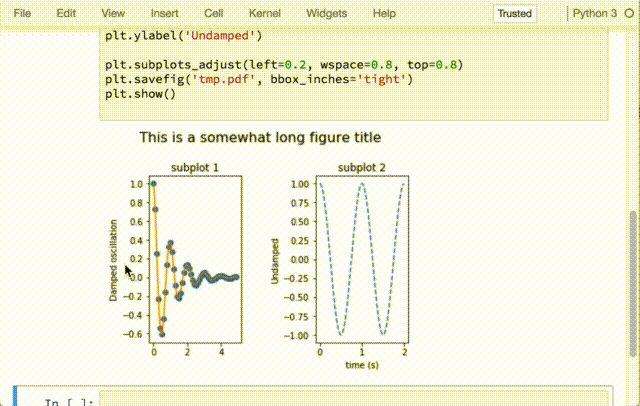 File Edit View Insert Cell Kernel Widgets Help Trusted Python 3
plt.ylabel('Undamped')
plt.subplots_adjust(left=0.2, wspace=0.8, top=0.8)
plt.savefig('tmp.pdf', bbox_inches='tight')
plt.show()
This is a somewhat long figure title
subplot 1
subplot 2
Damped oscillation
1.0
0.8
0.6
0.4
0.2
0.0
−0.2
−0.4
−0.6
0 2 4
Undamped
1.00
0.75
0.50
0.25
0.00
−0.25
−0.50
−0.75
−1.00
0 1 2
time (s)
In [ ]: